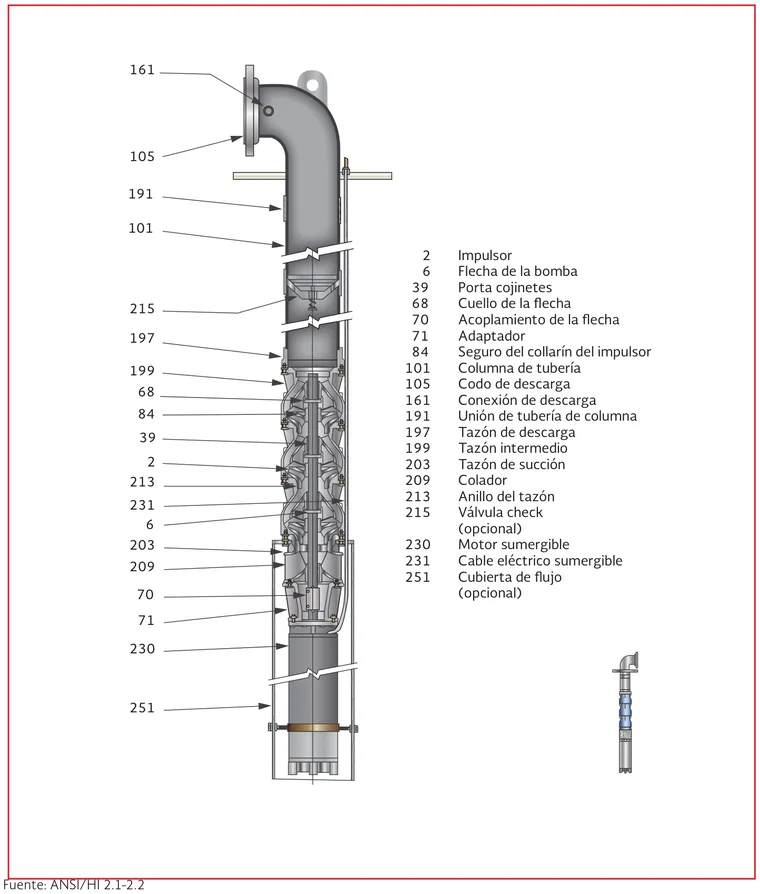 161
105
191
101
215
197
199
68
84
39
2
213
231
6
203
209
70
71
230
251
2 Impulsor
6 Flecha de la bomba
39 Porta cojinetes
68 Cuello de la flecha
70 Acoplamiento de la flecha
71 Adaptador
84 Seguro del collarín del impulsor
101 Columna de tubería
105 Codo de descarga
161 Conexión de descarga
191 Unión de tubería de columna
197 Tazón de descarga
199 Tazón intermedio
203 Tazón de succión
209 Colador
213 Anillo del tazón
215 Válvula check
(opcional)
230 Motor sumergible
231 Cable eléctrico sumergible
251 Cubierta de flujo
(opcional)
Fuente: ANSI/HI 2.1-2.2